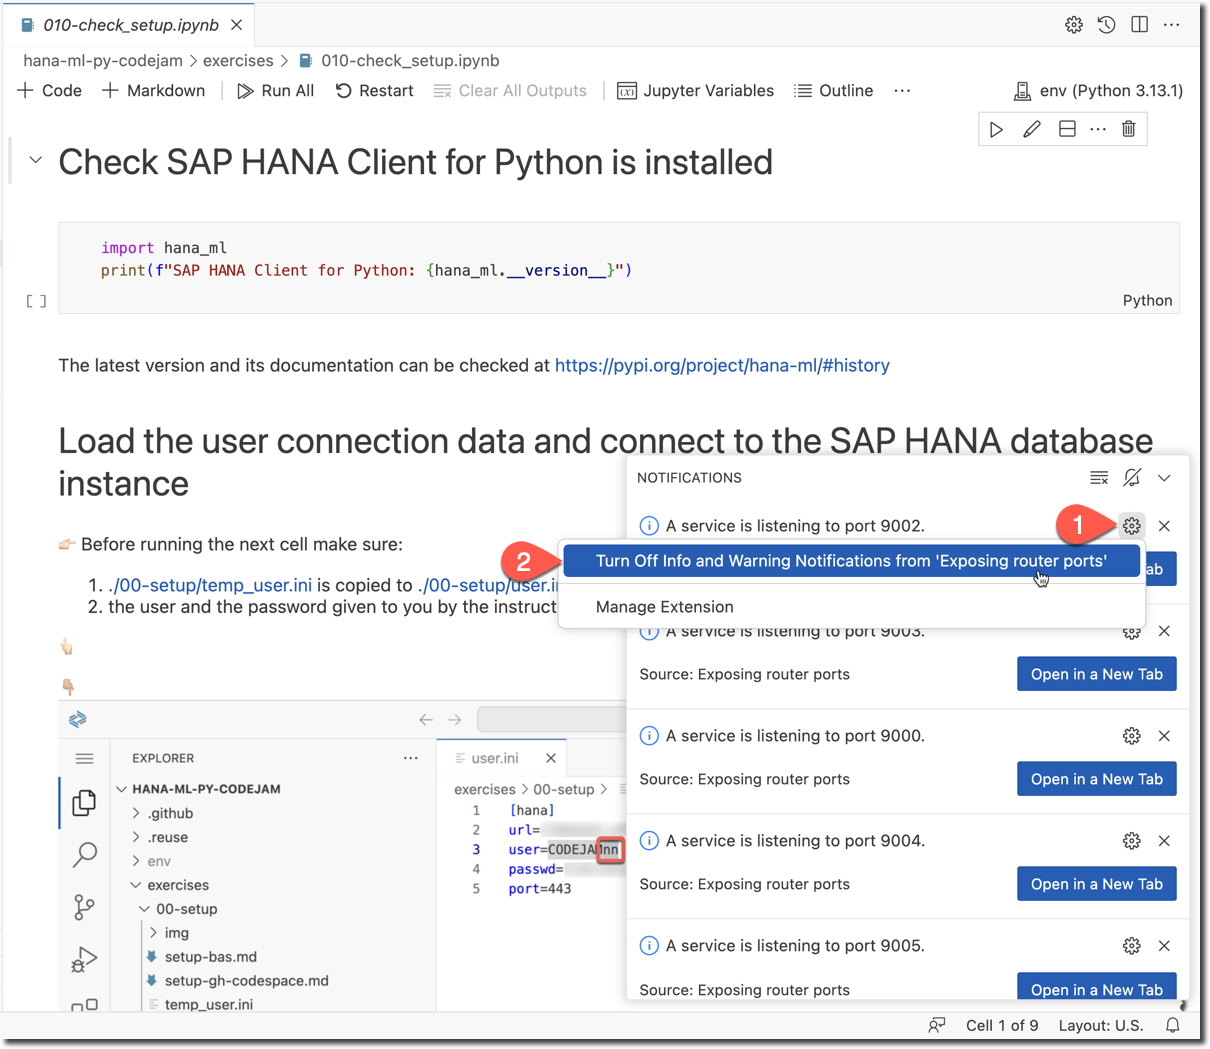 010-check_setup.ipynb
hana-ml-py-codejam > exercises > 010-check_setup.ipynb
+ Code + Markdown Run All Restart Clear All Outputs Jupyter Variables Outline ... env (Python 3.13.1)
Check SAP HANA Client for Python is installed
import hana_ml
print(f"SAP HANA Client for Python: {hana_ml.__version__}")
[ ]
Python
The latest version and its documentation can be checked at https://pypi.org/project/hana-ml/#history
Load the user connection data and connect to the SAP HANA database
instance
Before running the next cell make sure:
1. ./00-setup/temp_user.ini is copied to ./00-setup/user.in
2. the user and the password given to you by the instruct
NOTIFICATIONS
A service is listening to port 9002.
1
2
Turn Off Info and Warning Notifications from 'Exposing router ports'
ab
Manage Extension
A service is listening to port 9003.
Source: Exposing router ports
Open in a New Tab
A service is listening to port 9000.
Source: Exposing router ports
Open in a New Tab
A service is listening to port 9004.
Source: Exposing router ports
Open in a New Tab
A service is listening to port 9005.
Source: Exposing router ports
Open in a New Tab
EXPLORER
HANA-ML-PY-CODEJAM
.github
.reuse
env
exercises
00-setup
img
setup-bas.md
setup-gh-codespace.md
temp_user.ini
user.ini
exercises > 00-setup >
1 [hana]
2 url=
3 user=CODEJAMnn
4 passwd=
5 port=443
Cell 1 of 9 Layout: U.S.